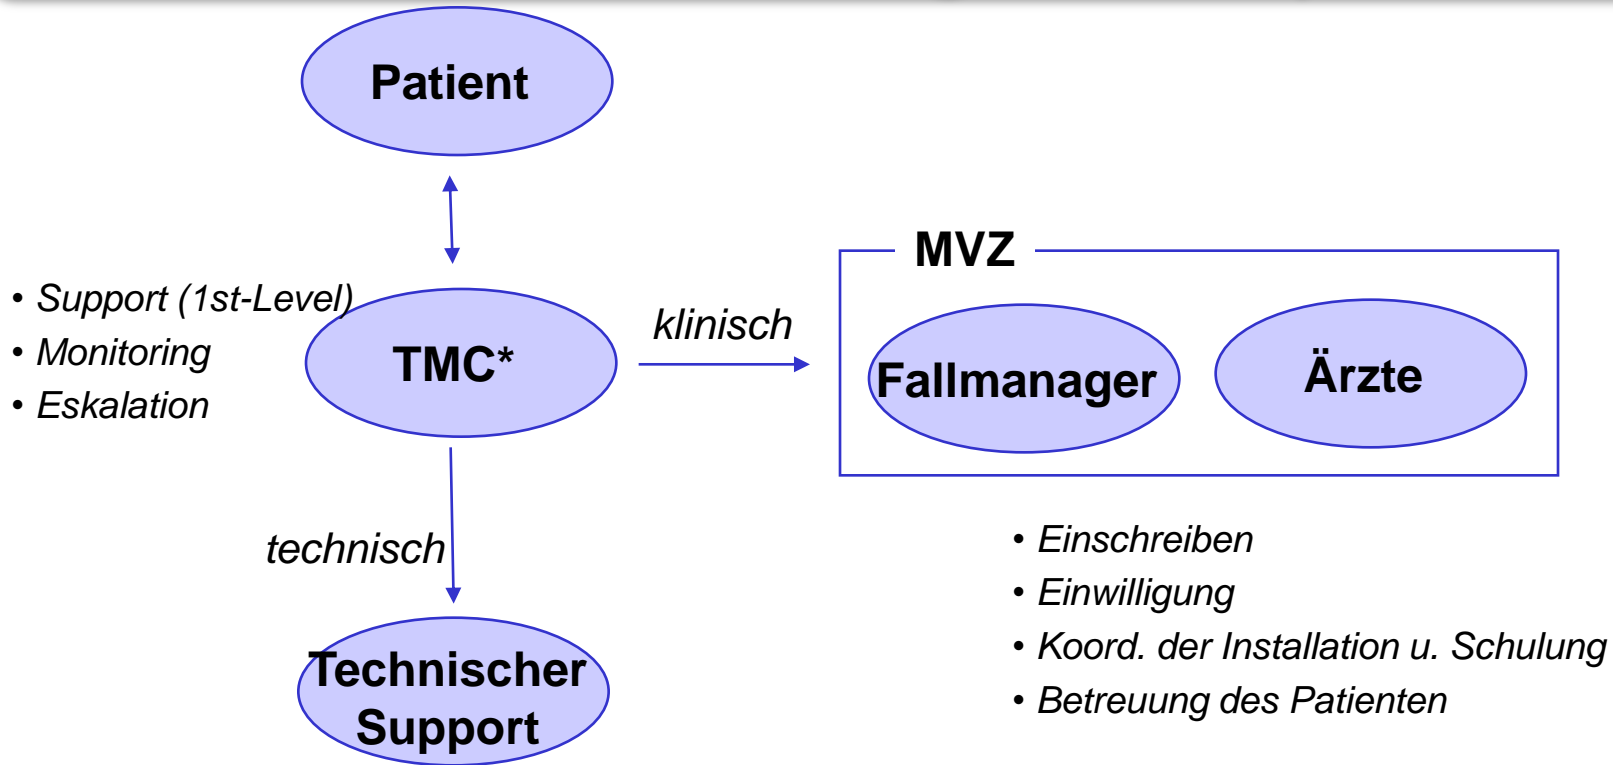 Patient
MVZ
• Support (1st-Level)
• Monitoring
• Eskalation
TMC*
klinisch
Fallmanager
Ärzte
technisch
Technischer
Support
• Einschreiben
• Einwilligung
• Koord. der Installation u. Schulung
• Betreuung des Patienten